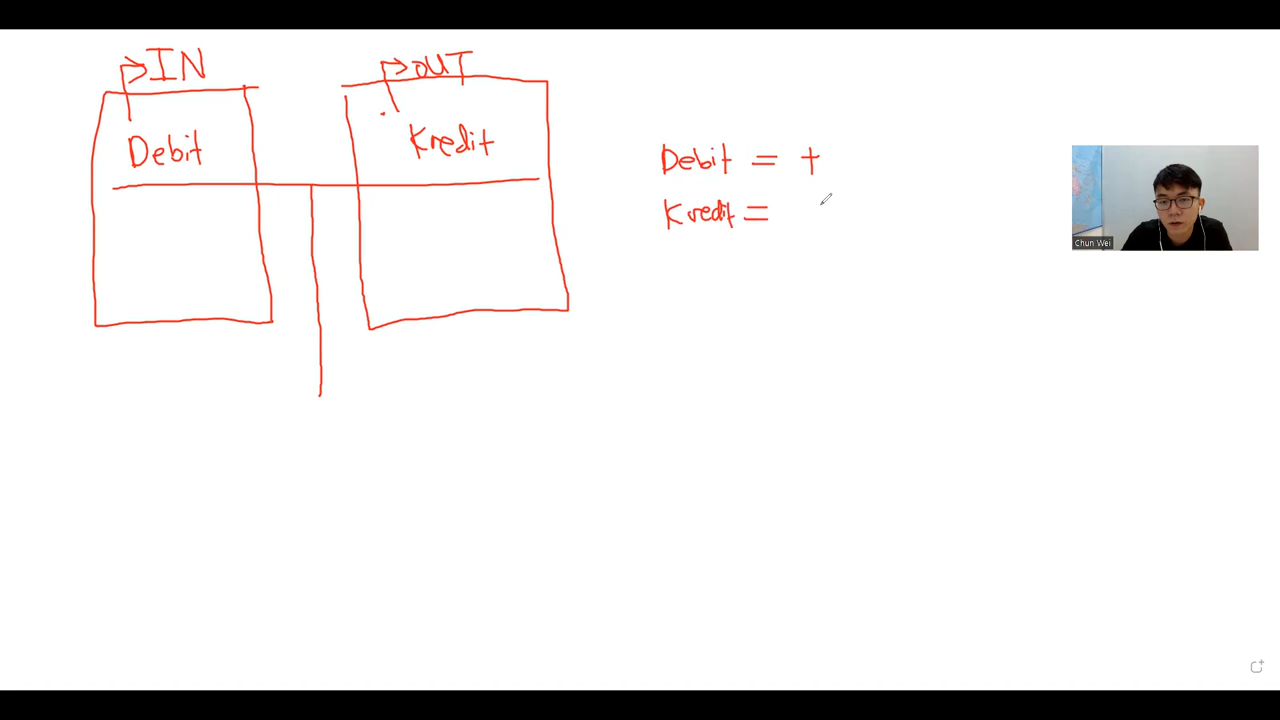 IN
OUT
Debit
Kredit
Debit = +
Kredit =
Chun Wei